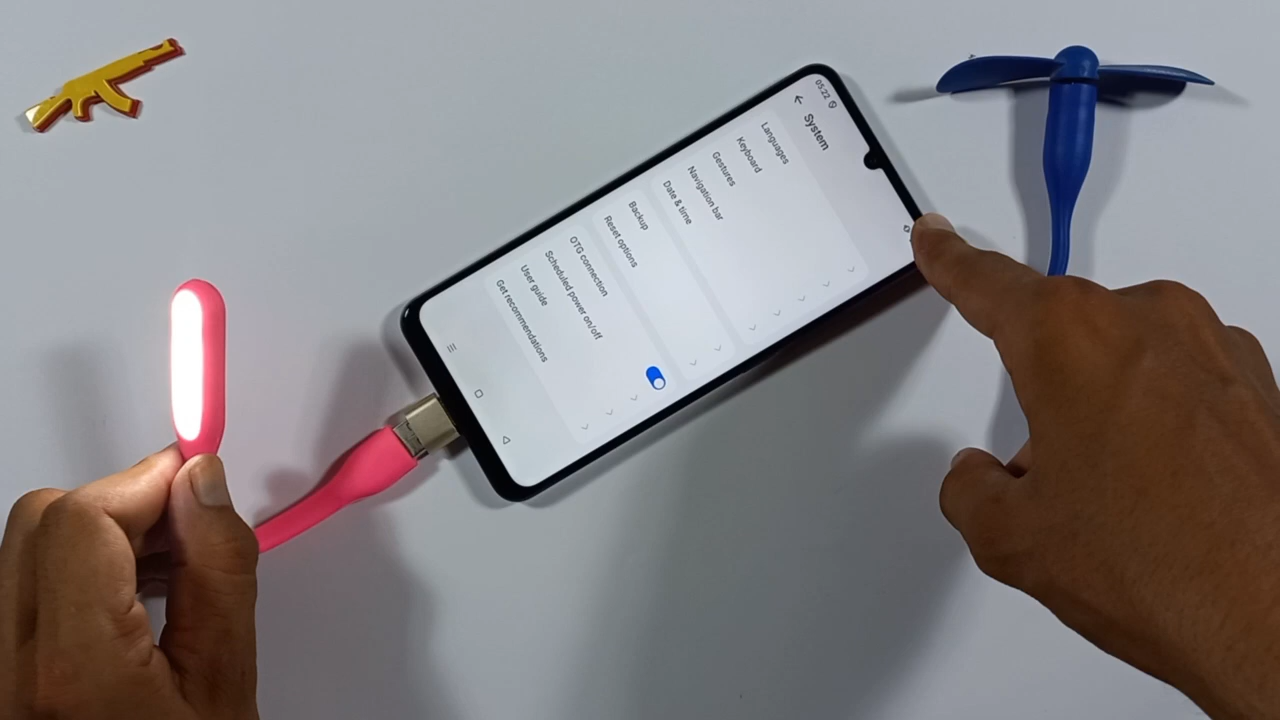 05:22
System
Languages
Keyboard
Gestures
Navigation bar
Date & time
Backup
Reset options
OTG connection
Scheduled power on/off
User guide
Get recommendations